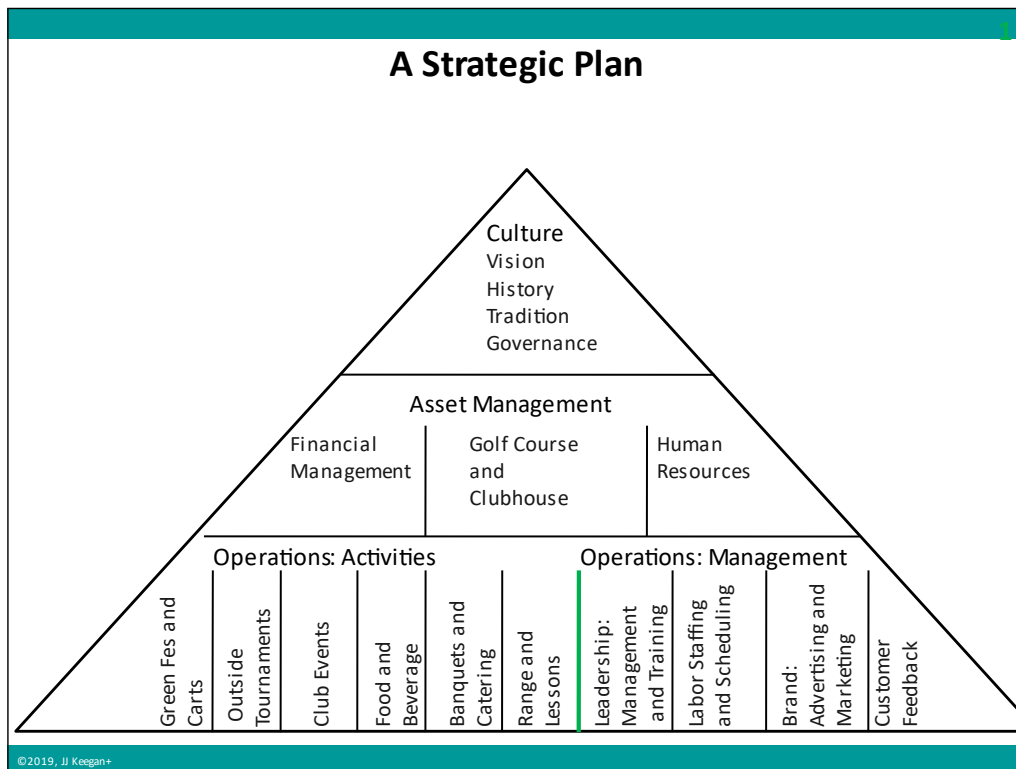 1
A Strategic Plan
Culture
Vision
History
Tradition
Governance
Asset Management
Financial
Management
Golf Course
and
Clubhouse
Human
Resources
Operations: Activities
Operations: Management
Green Fes and
Carts
Outside
Tournaments
Club Events
Food and
Beverage
Banquets and
Catering
Range and
Lessons
Leadership:
Management
and Training
Labor Staffing
and Scheduling
Brand:
Advertising and
Marketing
Customer
Feedback
©2019, JJ Keegan+